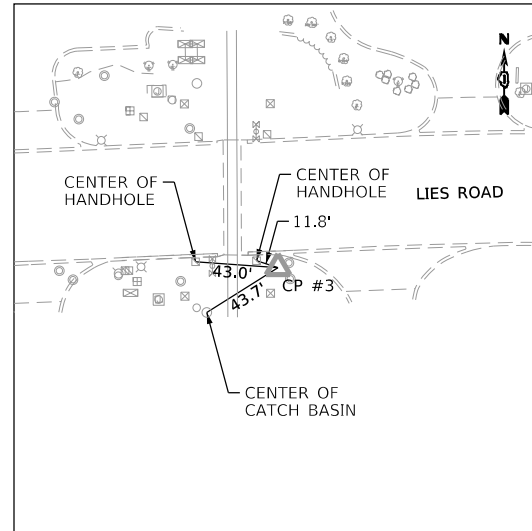 N
CENTER OF
HANDHOLE
CENTER OF
HANDHOLE
LIES ROAD
11.8'
43.0'
CP #3
43.7'
CENTER OF
CATCH BASIN